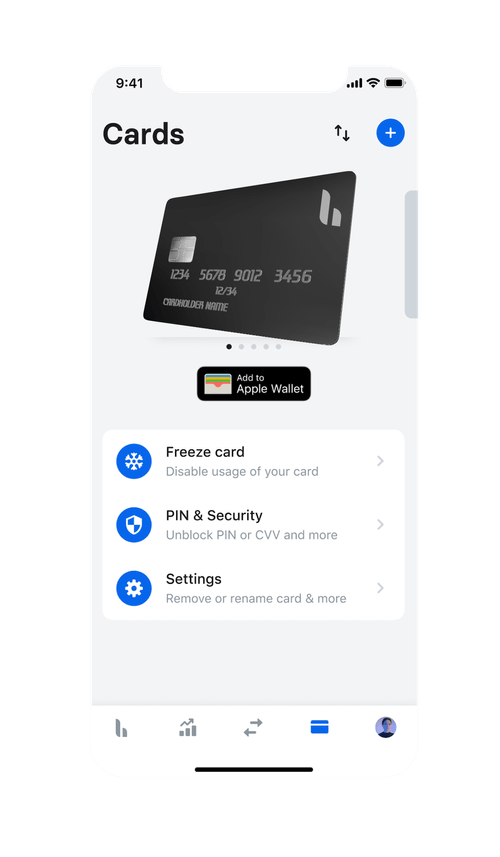 9:41
Cards
1234 5678 9012 3456
12/34
CARDHOLDER NAME
Add to
Apple Wallet
Freeze card
Disable usage of your card
PIN & Security
Unblock PIN or CVV and more
Settings
Remove or rename card & more